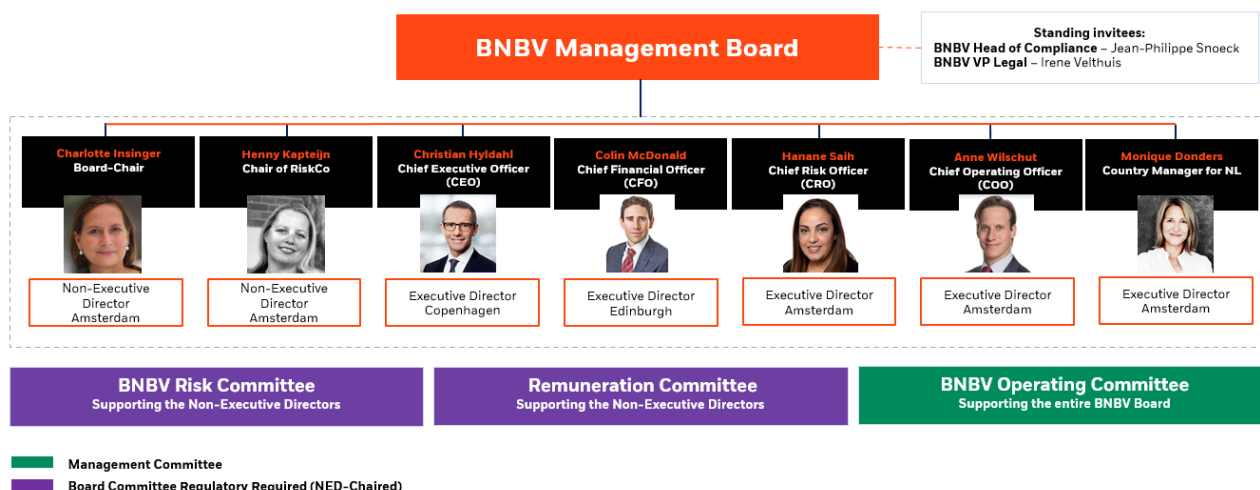 BNBV Management Board
Standing invitees:
BNBV Head of Compliance – Jean-Philippe Snoeck
BNBV VP Legal – Irene Velthuis
Charlotte Insinger
Board-Chair
Henny Kapteijn
Chair of RiskCo
Christian Hyldahl
Chief Executive Officer
(CEO)
Colin McDonald
Chief Financial Officer
(CFO)
Hanane Saih
Chief Risk Officer
(CRO)
Anne Wilschut
Chief Operating Officer
(COO)
Monique Donders
Country Manager for NL
Non-Executive
Director
Amsterdam
Non-Executive
Director
Amsterdam
Executive Director
Copenhagen
Executive Director
Edinburgh
Executive Director
Amsterdam
Executive Director
Amsterdam
Executive Director
Amsterdam
BNBV Risk Committee
Supporting the Non-Executive Directors
Remuneration Committee
Supporting the Non-Executive Directors
BNBV Operating Committee
Supporting the entire BNBV Board
Management Committee
Board Committee Regulatory Required (NED-Chaired)